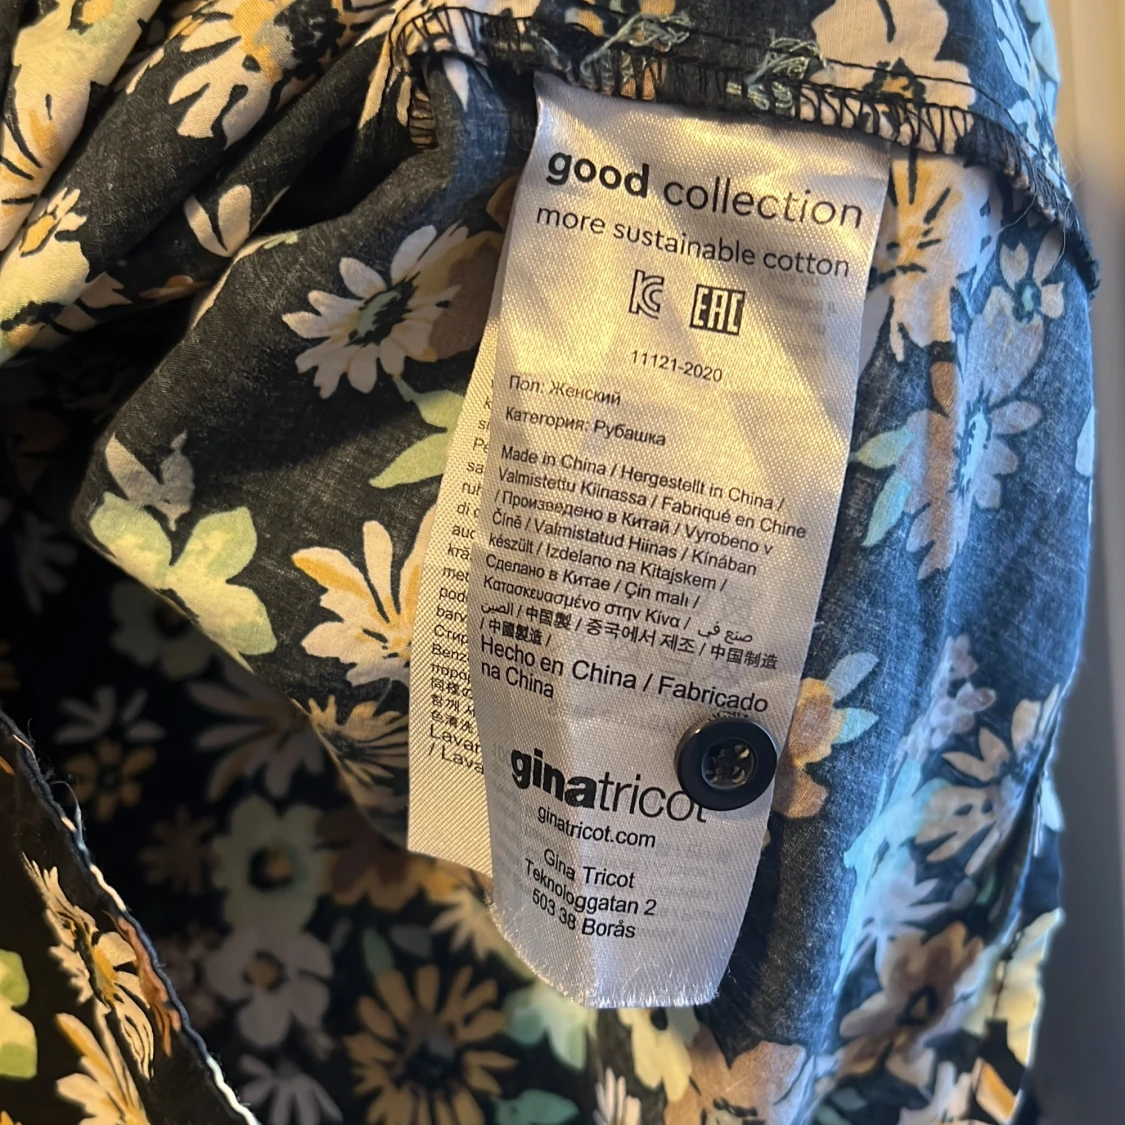 good collection
more sustainable cotton
EAC
11121-2020
Пол: Женский
Категория: Рубашка
Made in China / Hergestellt in China /
Valmistettu Kiinassa / Fabriqué en Chine
/ Произведено в Китай / Vyrobeno v
Čině / Valmistatud Hiinas / Kínában
készült / Izdelano na Kitajskem /
Сделано в Китае / Çin malı /
Κατασκευασμένο στην Κίνα / صنع في
الصين / 中国製 / 중국에서 제조 / 中国制造
/ 中國製造 /
Hecho en China / Fabricado
na China
ginatricot
ginatricot.com
Gina Tricot
Teknologgatan 2
503 38 Borås